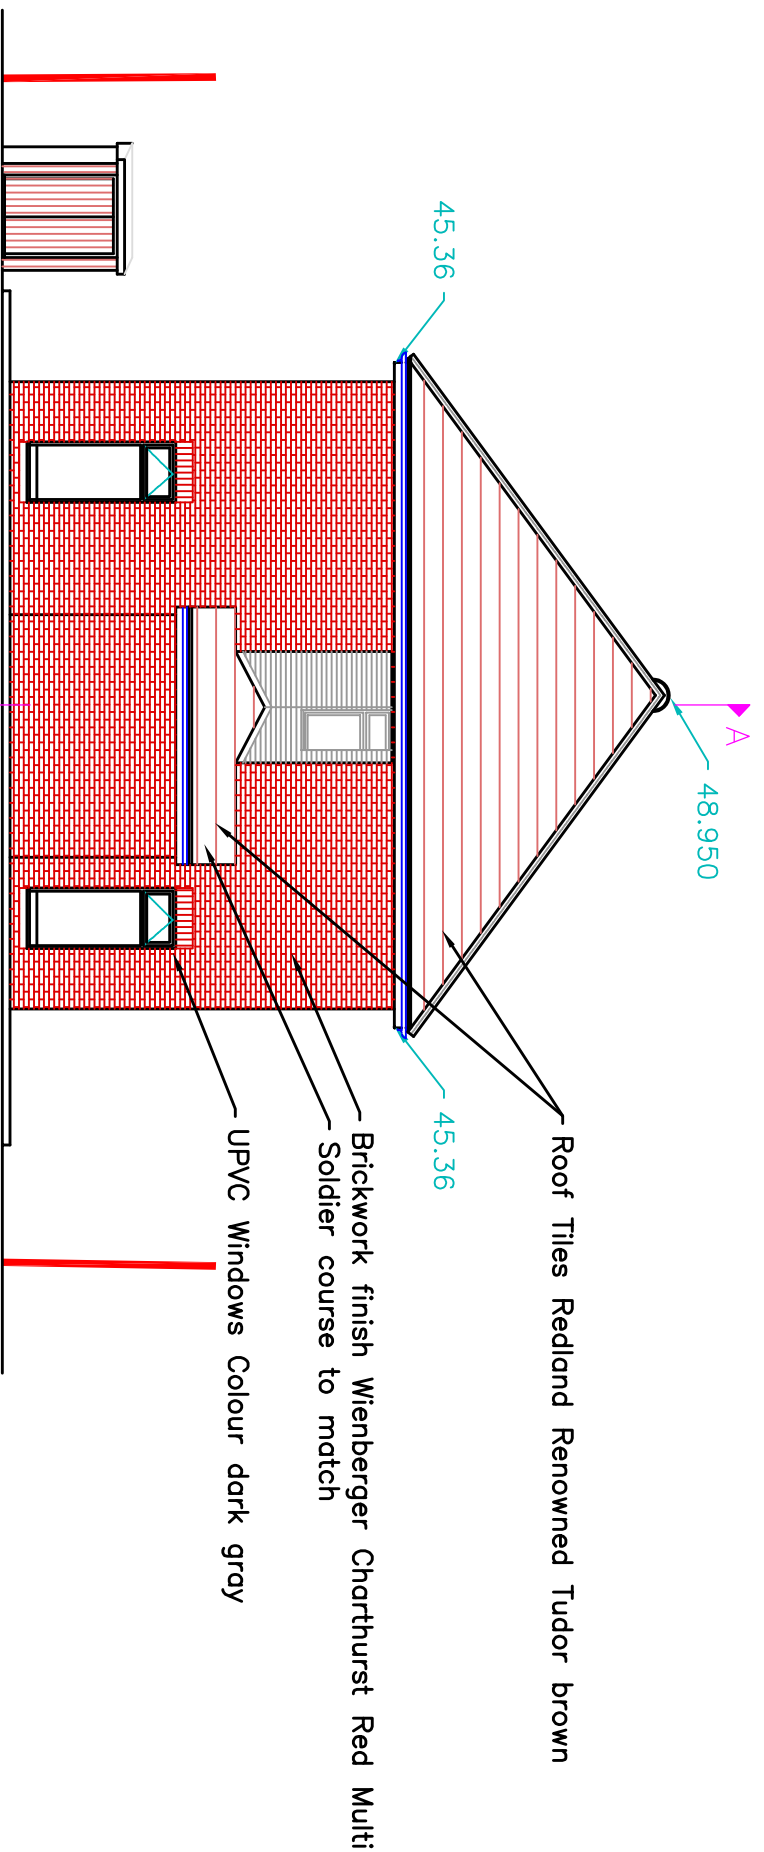 A
48.950
45.36
45.36
Roof Tiles Redland Renowned Tudor brown
Brickwork finish Wienberger Charthurst Red Multi
Soldier course to match
UPVC Windows Colour dark gray